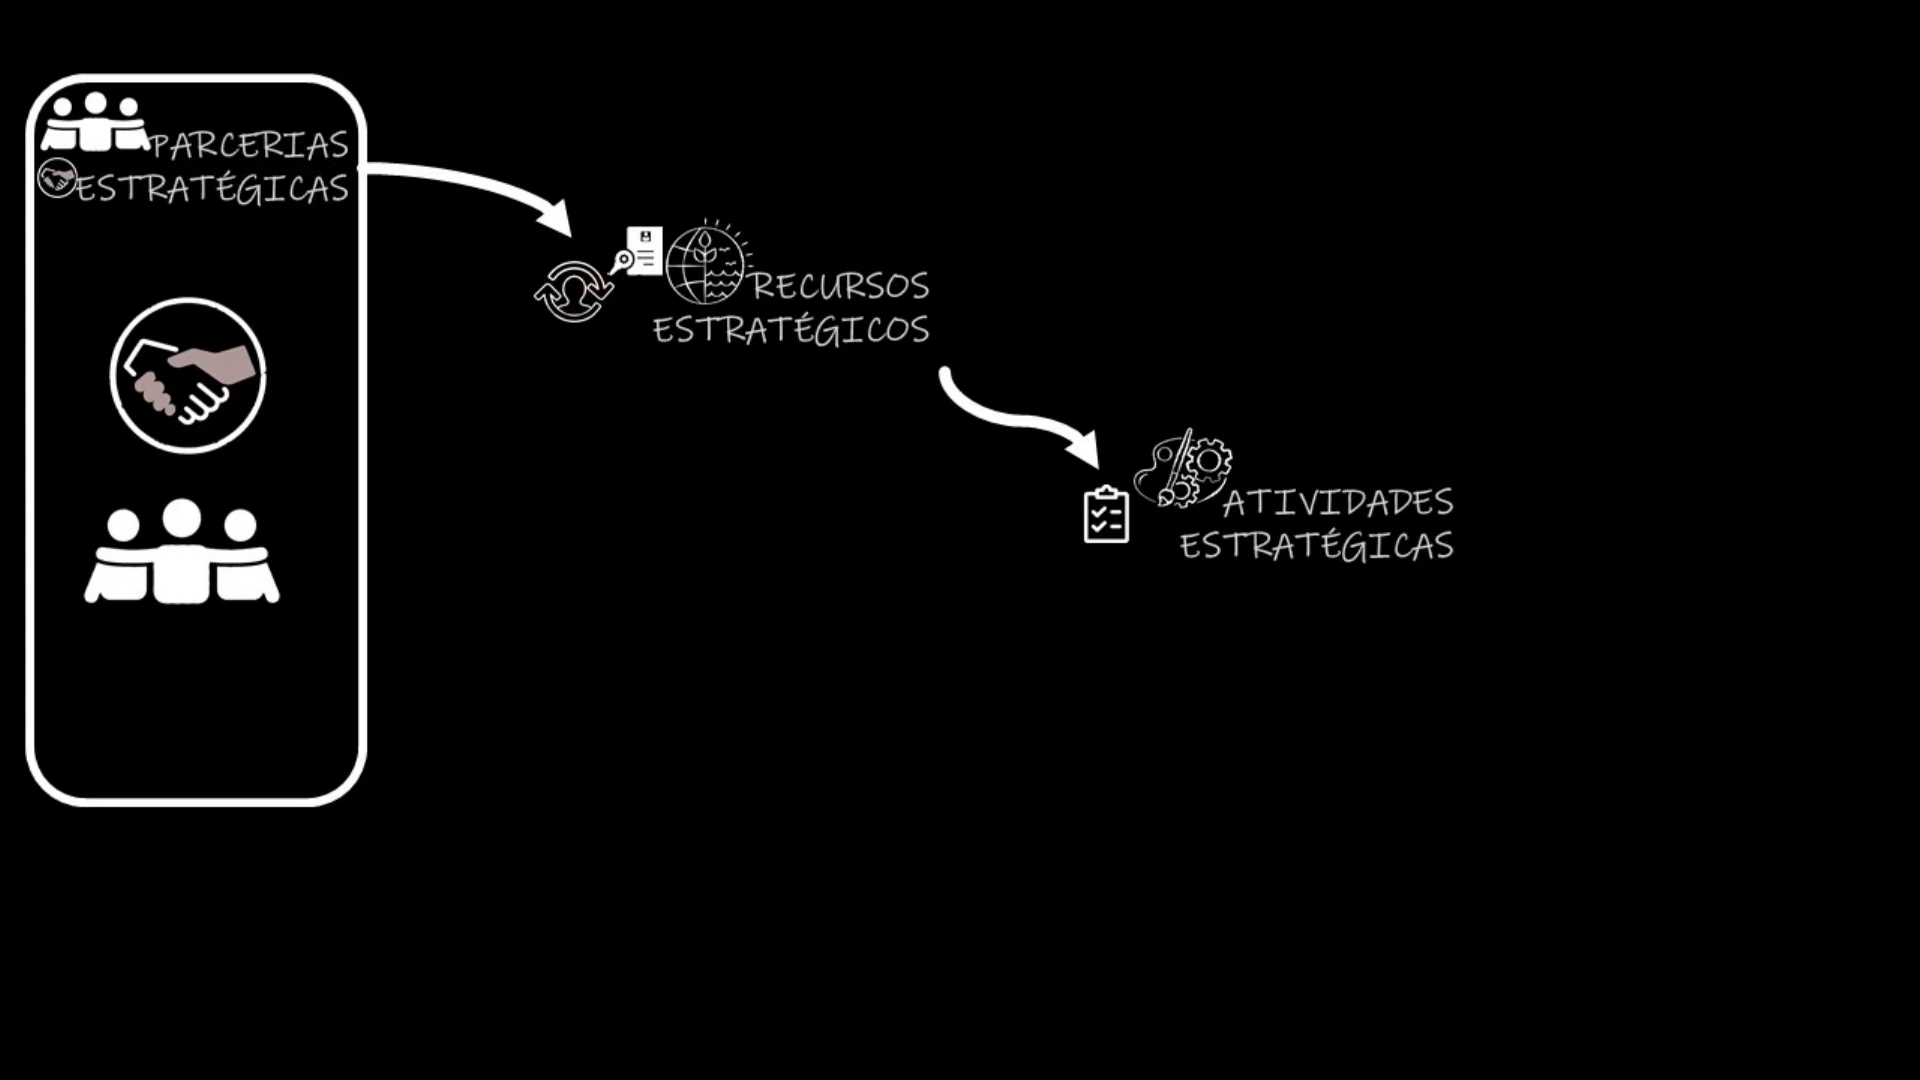 PARCERIAS
ESTRATÉGICAS
RECURSOS
ESTRATÉGICOS
ATIVIDADES
ESTRATÉGICAS